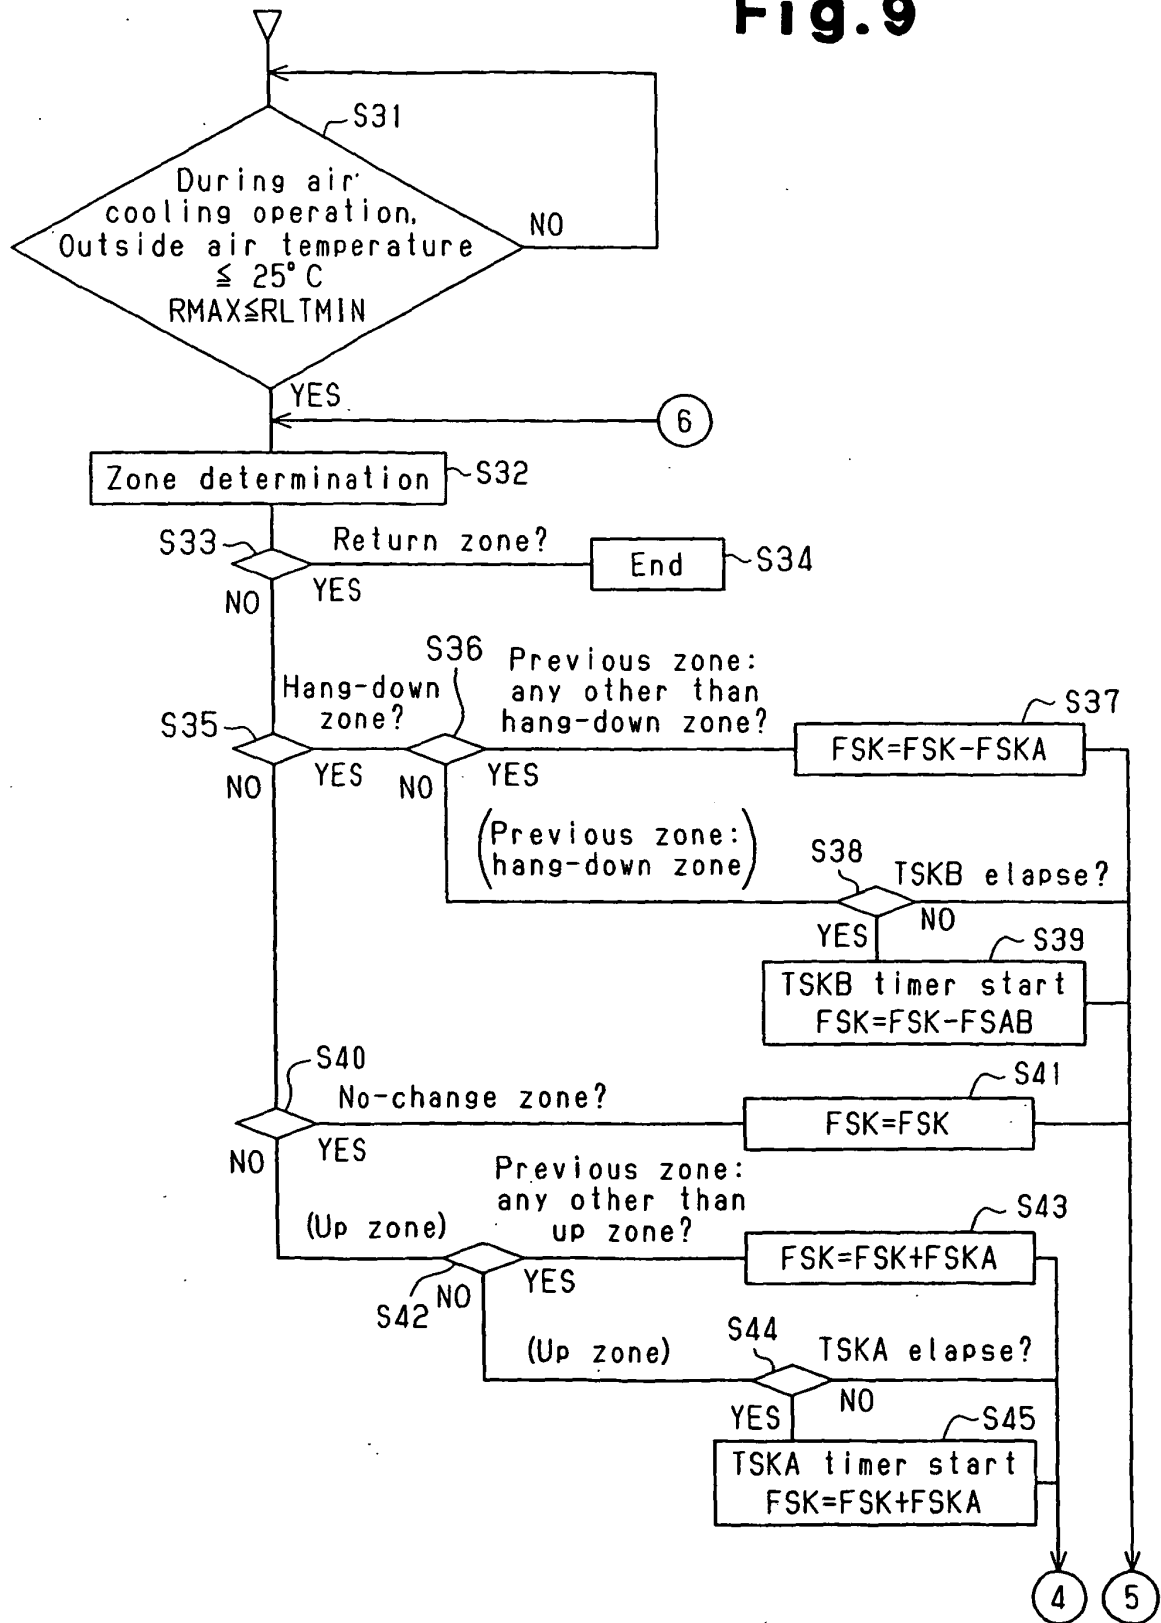 Fig.9
S31
During air
cooling operation,
Outside air temperature
≦ 25°C
RMAX≦RLTMIN
NO
YES
6
Zone determination
S32
S33
Return zone?
End
S34
NO
YES
S36
Previous zone:
any other than
hang-down zone?
Hang-down
zone?
S35
S37
FSK=FSK-FSKA
NO
YES
NO
YES
(Previous zone:
hang-down zone)
S38
TSKB elapse?
NO
YES
S39
TSKB timer start
FSK=FSK-FSAB
S40
No-change zone?
S41
FSK=FSK
NO
YES
Previous zone:
any other than
up zone?
(Up zone)
S43
FSK=FSK+FSKA
S42
NO
YES
(Up zone)
S44
TSKA elapse?
NO
YES
S45
TSKA timer start
FSK=FSK+FSKA
4
5